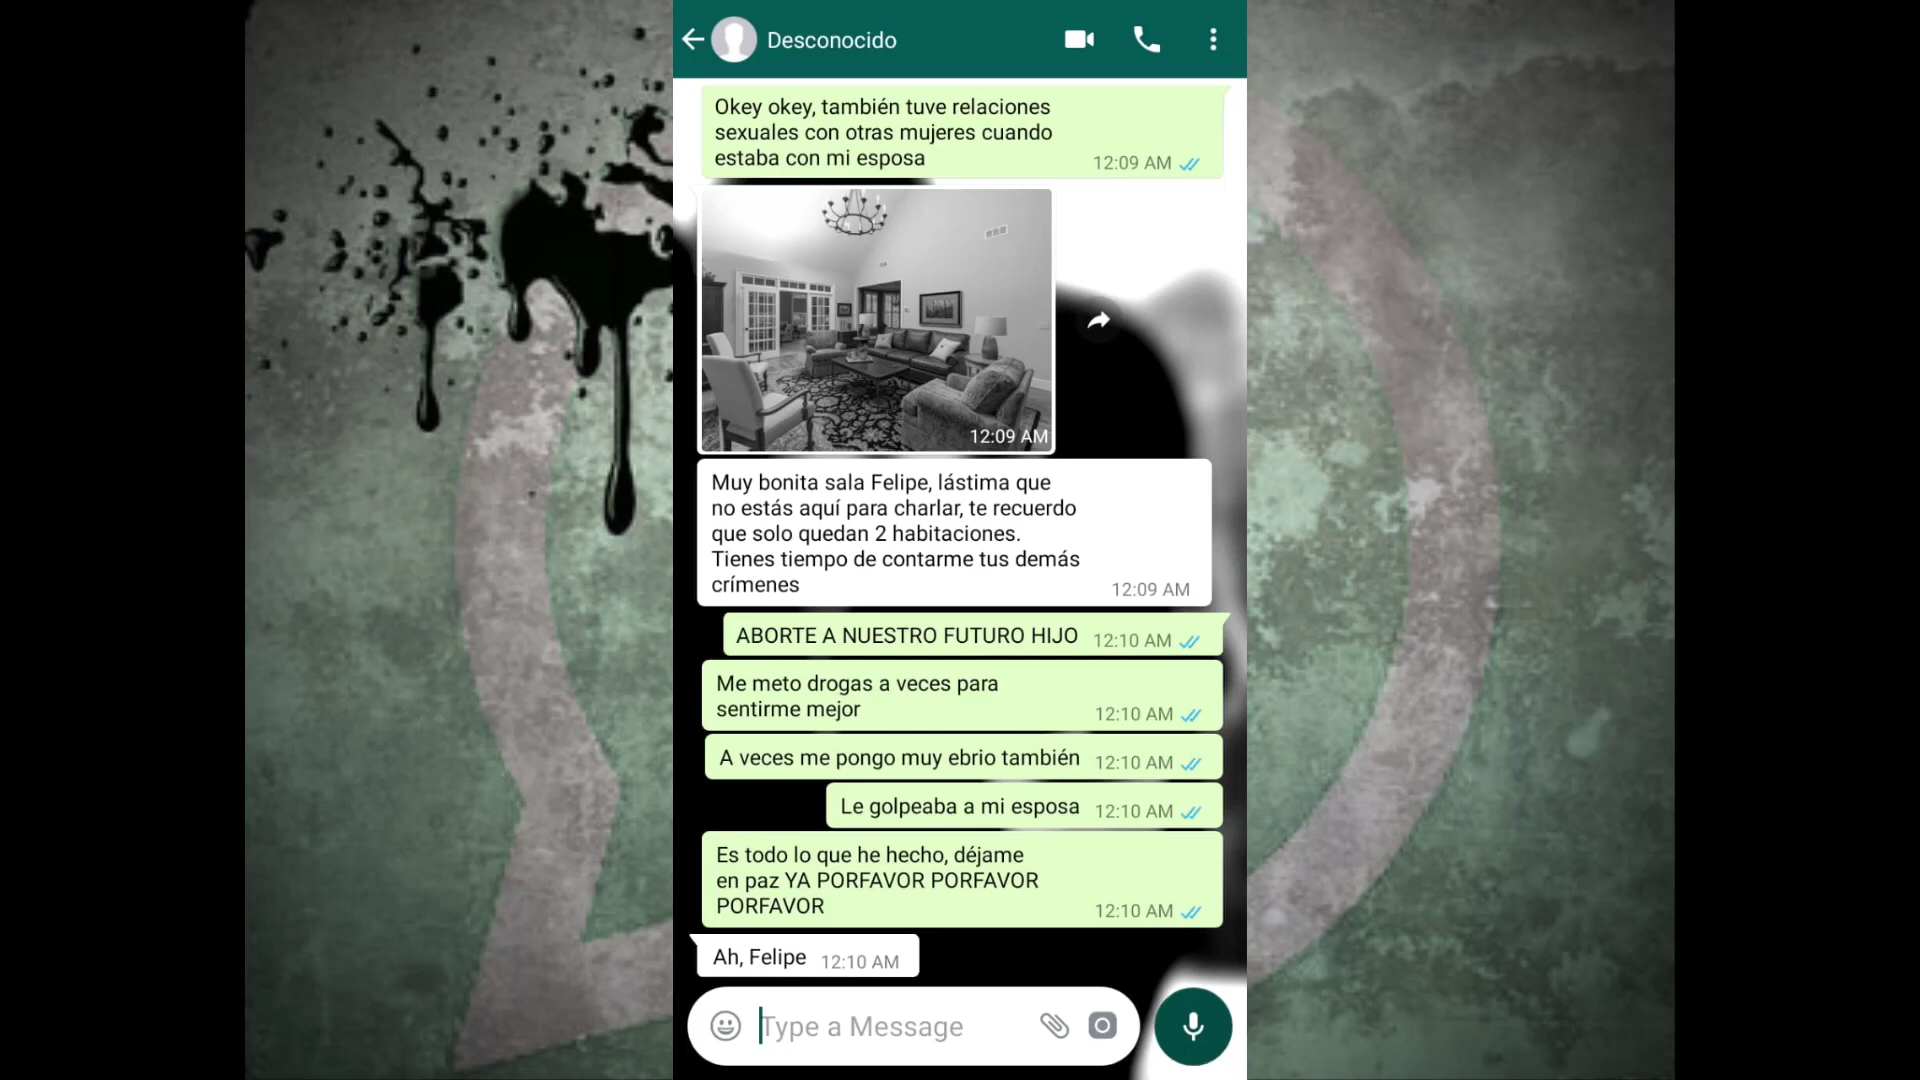 Desconocido
Okey okey, también tuve relaciones
sexuales con otras mujeres cuando
estaba con mi esposa
12:09 AM
12:09 AM
Muy bonita sala Felipe, lástima que
no estás aquí para charlar, te recuerdo
que solo quedan 2 habitaciones.
Tienes tiempo de contarme tus demás
crímenes
12:09 AM
ABORTE A NUESTRO FUTURO HIJO 12:10 AM
Me meto drogas a veces para
sentirme mejor
12:10 AM
A veces me pongo muy ebrio también 12:10 AM
Le golpeaba a mi esposa 12:10 AM
Es todo lo que he hecho, déjame
en paz YA PORFAVOR PORFAVOR
PORFAVOR
12:10 AM
Ah, Felipe 12:10 AM
Type a Message